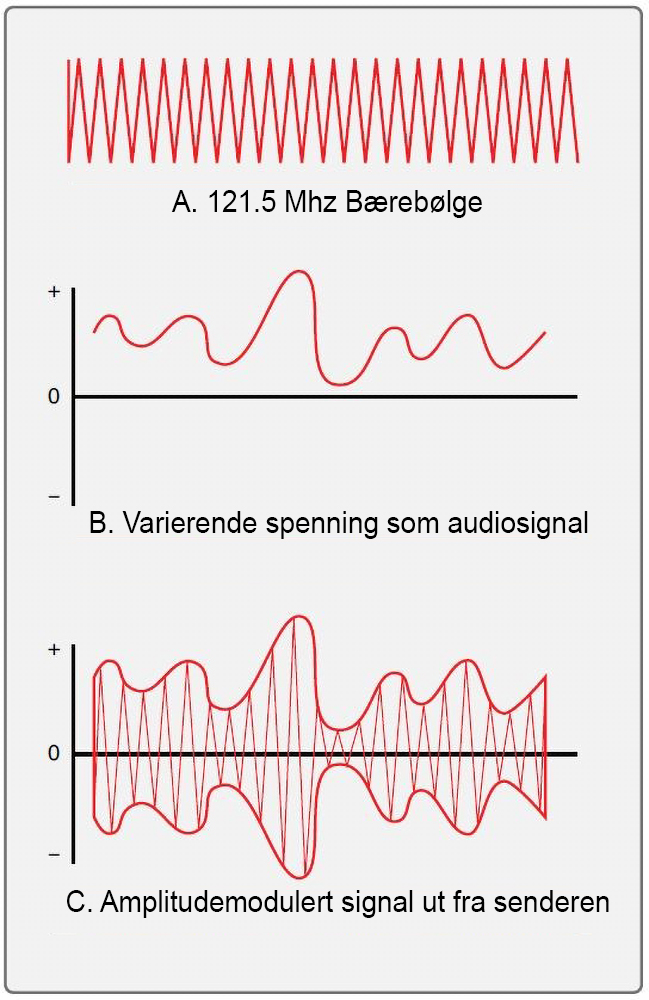 A. 121.5 Mhz Bærebølge
+
0
–
B. Varierende spenning som audiosignal
+
0
–
C. Amplitudemodulert signal ut fra senderen